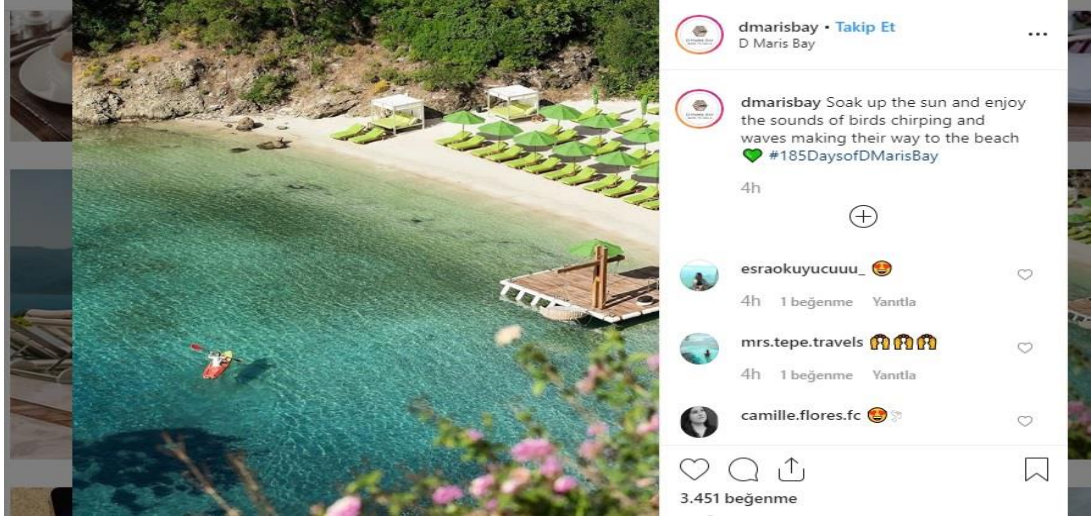 dmarisbay • Takip Et
D Maris Bay
dmarisbay Soak up the sun and enjoy
the sounds of birds chirping and
waves making their way to the beach
💚 #185DaysofDMarisBay
4h
esraokuyucuuu_ 😍
4h 1 beğenme Yanıtla
mrs.tepe.travels 🙌🙌🙌
4h 1 beğenme Yanıtla
camille.flores.fc 😍
3.451 beğenme